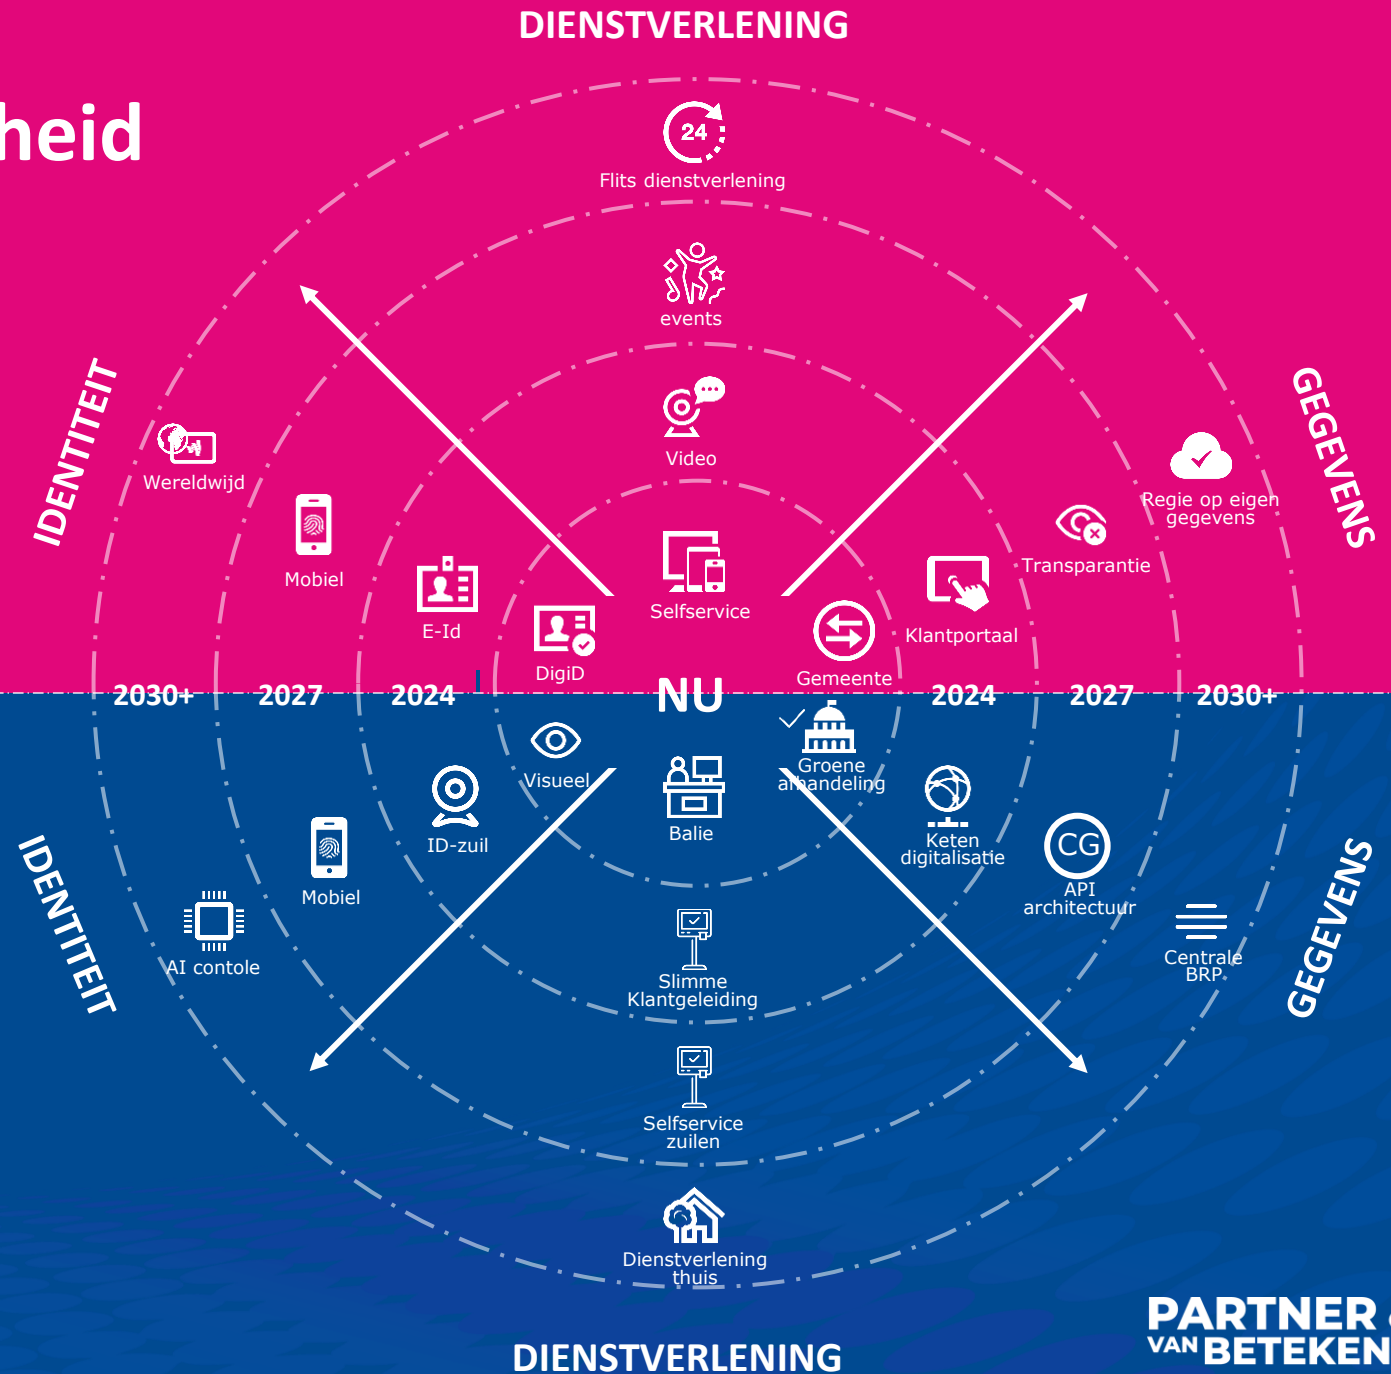 DIENSTVERLENING
heid
24
Flits dienstverlening
events
Video
IDENTITEIT
GEGEVENS
Wereldwijd
Mobiel
E-Id
DigiD
Selfservice
Gemeente
Klantportaal
Transparantie
Regie op eigen
gegevens
2030+
2027
2024
NU
2024
2027
2030+
Visueel
ID-zuil
Mobiel
AI contole
IDENTITEIT
Balie
Groene
afhandeling
Keten
digitalisatie
CG
API
architectuur
Centrale
BRP
GEGEVENS
Slimme
Klantgeleiding
Selfservice
zuilen
Dienstverlening
thuis
DIENSTVERLENING
PARTNER
VAN BETEKEN